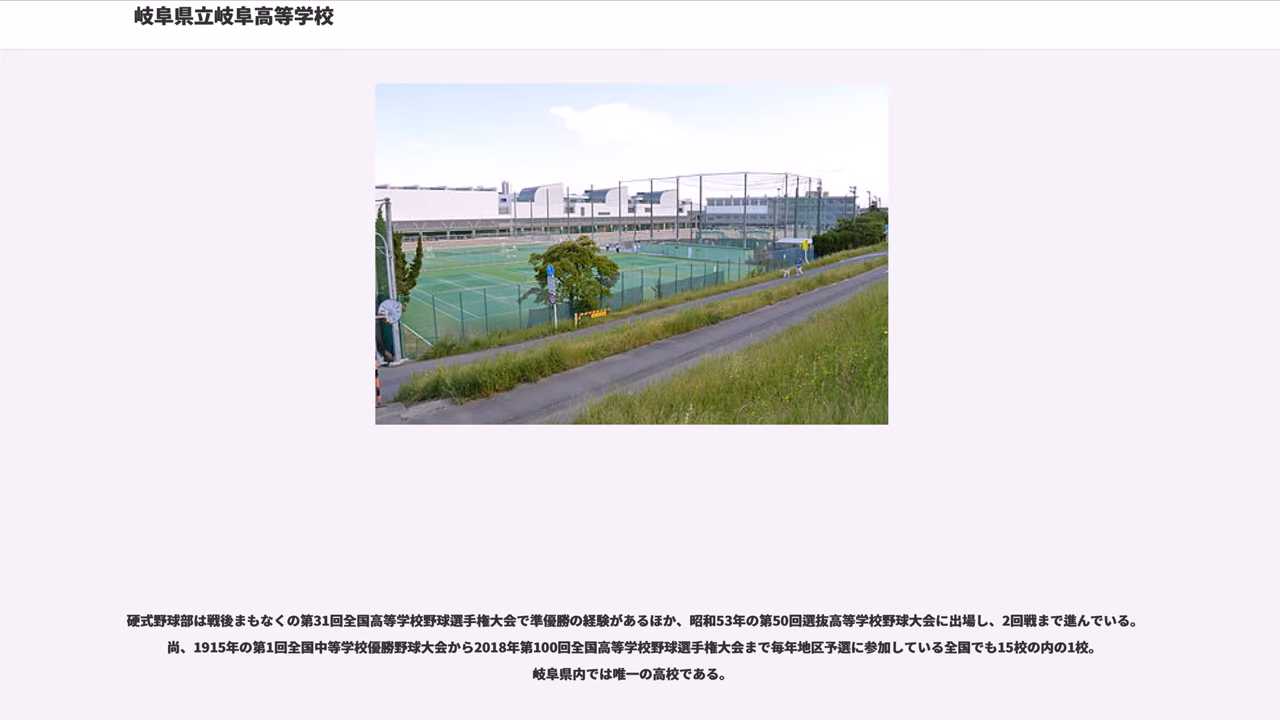 岐阜県立岐阜高等学校
硬式野球部は戦後まもなくの第31回全国高等学校野球選手権大会で準優勝の経験があるほか、昭和53年の第50回選抜高等学校野球大会に出場し、2回戦まで進んでいる。
尚、1915年の第1回全国中等学校優勝野球大会から2018年第100回全国高等学校野球選手権大会まで毎年地区予選に参加している全国でも15校の内の1校。
岐阜県内では唯一の高校である。